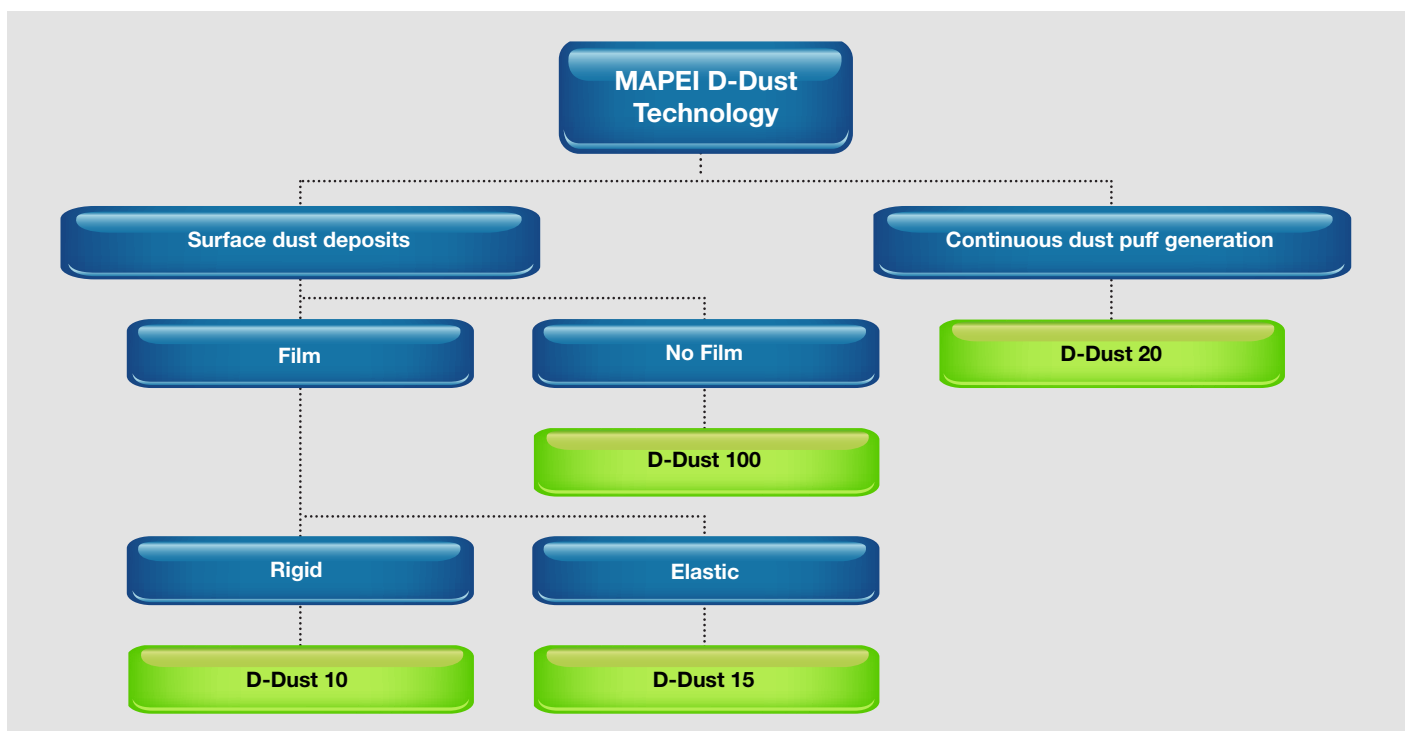 MAPEI D-Dust
Technology
Surface dust deposits
Continuous dust puff generation
Film
No Film
D-Dust 20
D-Dust 100
Rigid
Elastic
D-Dust 10
D-Dust 15